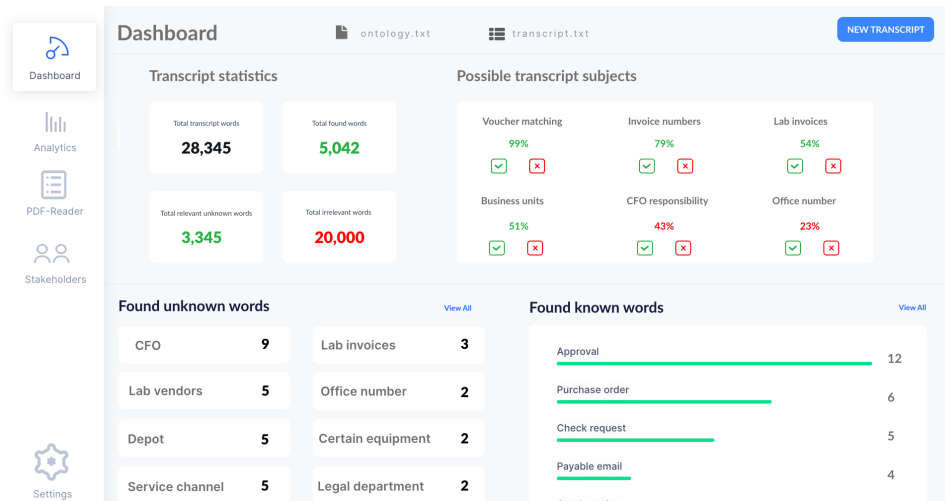 Dashboard
ontology.txt
transcript.txt
NEW TRANSCRIPT
Dashboard
Analytics
PDF-Reader
Stakeholders
Settings
Transcript statistics
Total transcript words
28,345
Total found words
5,042
Total relevant unknown words
3,345
Total irrelevant words
20,000
Possible transcript subjects
Voucher matching
99%
Invoice numbers
79%
Lab invoices
54%
Business units
51%
CFO responsibility
43%
Office number
23%
Found unknown words
View All
CFO 9
Lab invoices 3
Lab vendors 5
Office number 2
Depot 5
Certain equipment 2
Service channel 5
Legal department 2
Found known words
View All
Approval 12
Purchase order 6
Check request 5
Payable email 4